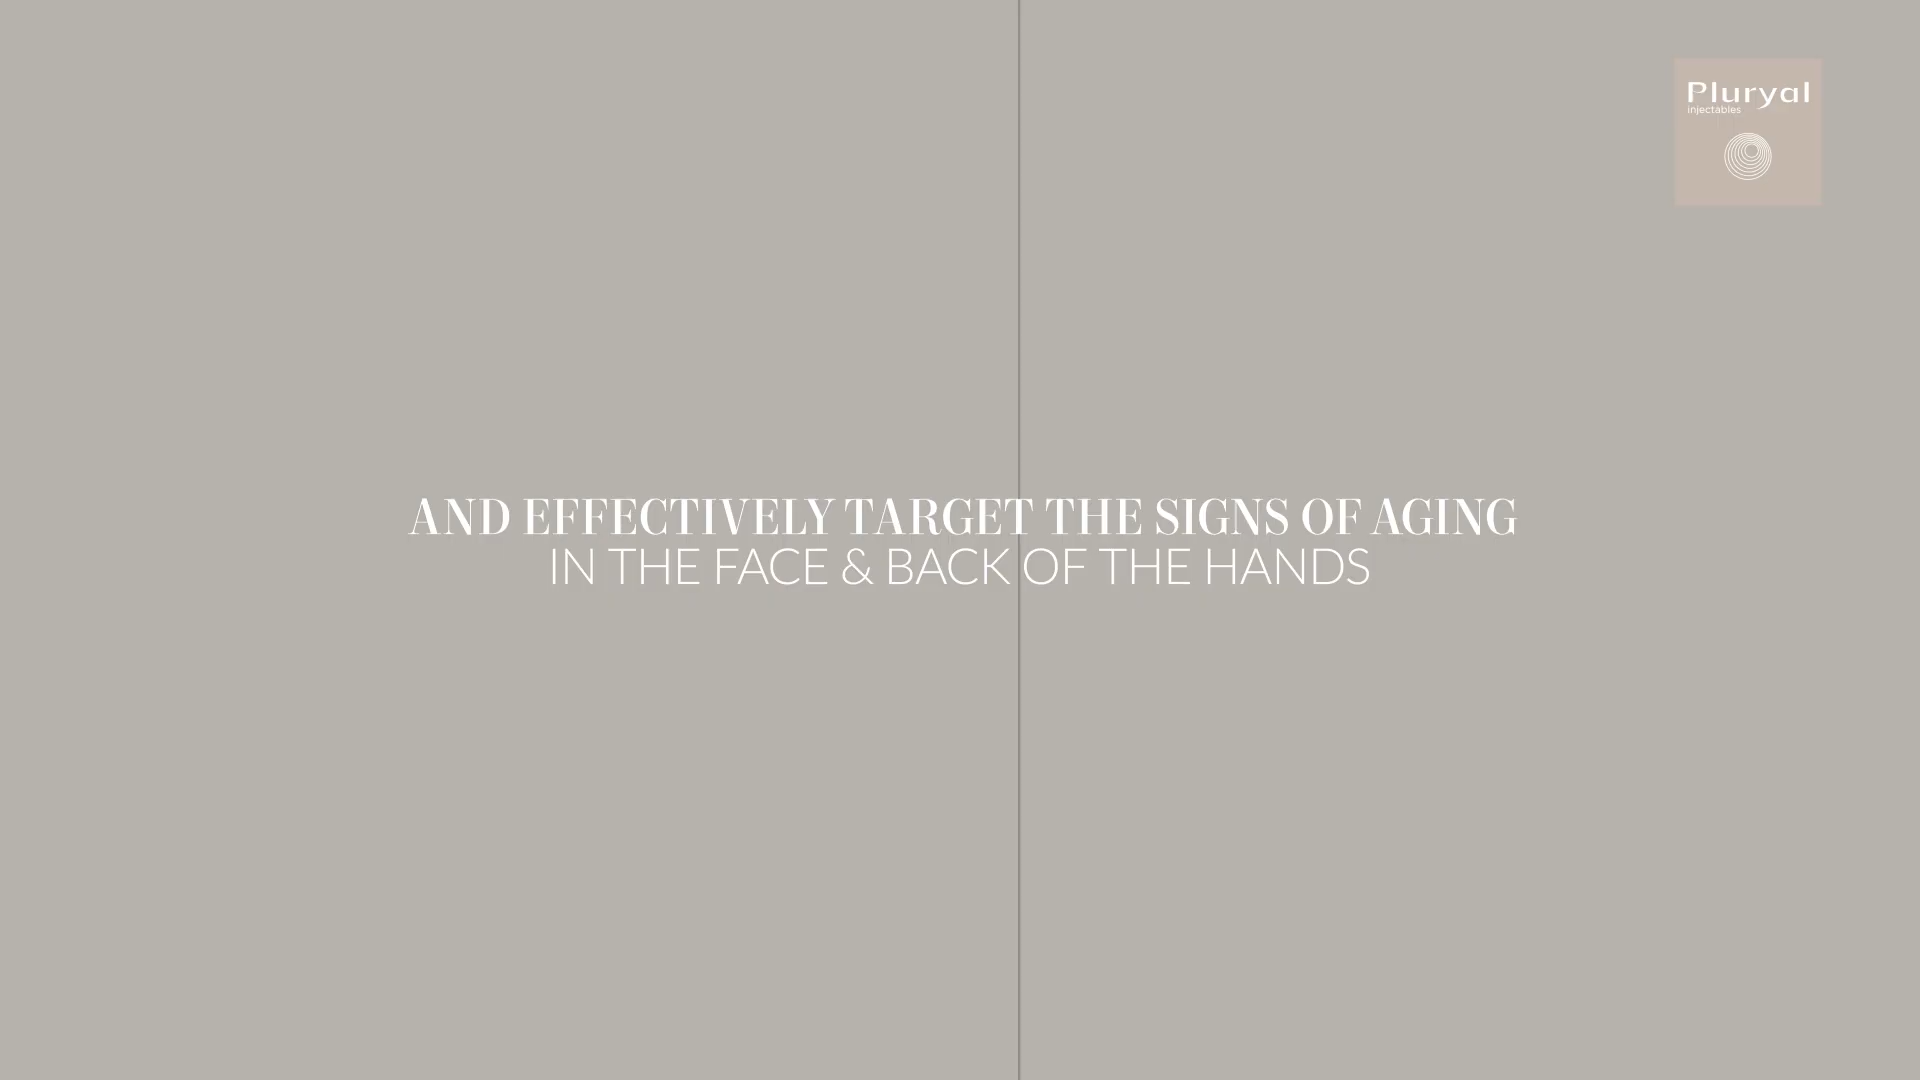 Pluryal
injectables
AND EFFECTIVELY TARGET THE SIGNS OF AGING
IN THE FACE & BACK OF THE HANDS